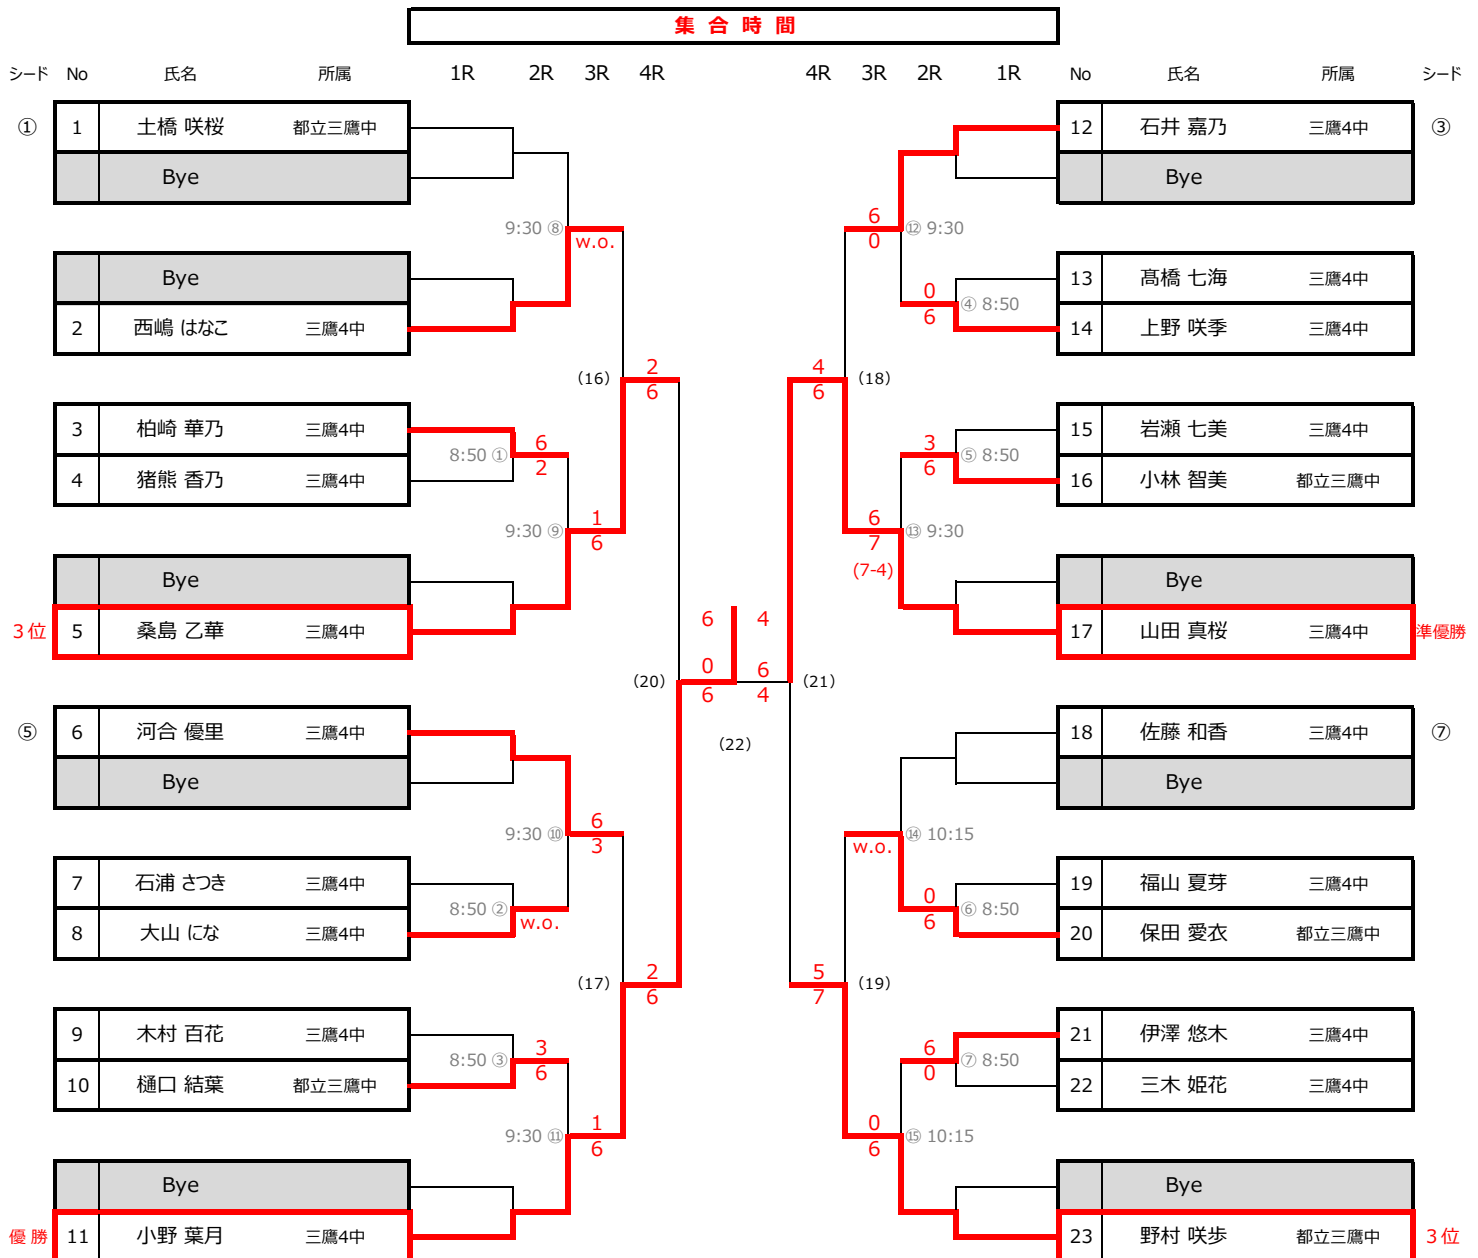 集 合 時 間
シード No 氏名 所属 1R 2R 3R 4R 4R 3R 2R 1R No 氏名 所属 シード
① 1 土橋 咲桜 都立三鷹中 12 石井 嘉乃 三鷹4中 ③
Bye Bye
9:30 ⑧ w.o. 6 0 ⑫ 9:30
Bye 13 髙橋 七海 三鷹4中
0 6 ④ 8:50
2 西嶋 はなこ 三鷹4中 14 上野 咲季 三鷹4中
(16) 2 6 4 6 (18)
3 柏崎 華乃 三鷹4中 15 岩瀬 七美 三鷹4中
8:50 ① 6 2 3 6 ⑤ 8:50
4 猪熊 香乃 三鷹4中 16 小林 智美 都立三鷹中
9:30 ⑨ 1 6 6 7 (7-4) ⑬ 9:30
Bye Bye
3位 5 桑島 乙華 三鷹4中 6 4 17 山田 真桜 三鷹4中 準優勝
(20) 0 6 6 4 (21)
(22)
⑤ 6 河合 優里 三鷹4中 18 佐藤 和香 三鷹4中 ⑦
Bye Bye
9:30 ⑩ 6 3 w.o. ⑭ 10:15
7 石浦 さつき 三鷹4中 19 福山 夏芽 三鷹4中
8:50 ② w.o. 0 6 ⑥ 8:50
8 大山 にな 三鷹4中 20 保田 愛衣 都立三鷹中
(17) 2 6 5 7 (19)
9 木村 百花 三鷹4中 21 伊澤 悠木 三鷹4中
8:50 ③ 3 6 6 0 ⑦ 8:50
10 樋口 結葉 都立三鷹中 22 三木 姫花 三鷹4中
9:30 ⑪ 1 6 0 6 ⑮ 10:15
Bye Bye
優勝 11 小野 葉月 三鷹4中 23 野村 咲歩 都立三鷹中 3位